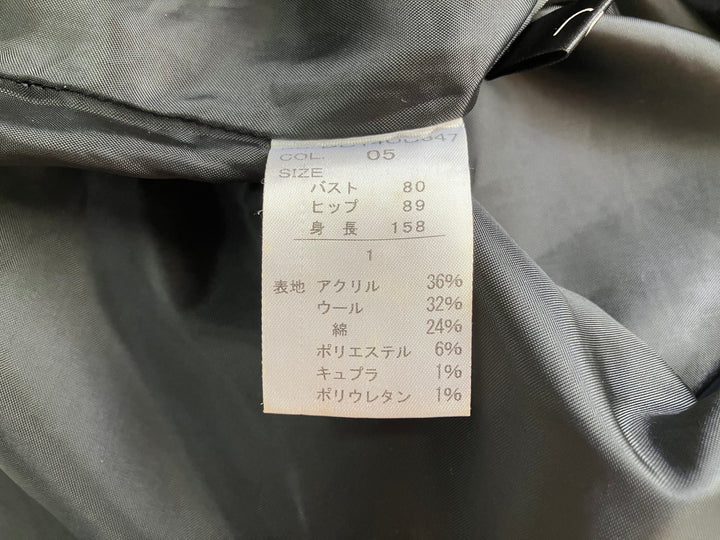 COL. 05
SIZE
バスト 80
ヒップ 89
身長 158
1
表地 アクリル 36%
ウール 32%
綿 24%
ポリエステル 6%
キュプラ 1%
ポリウレタン 1%